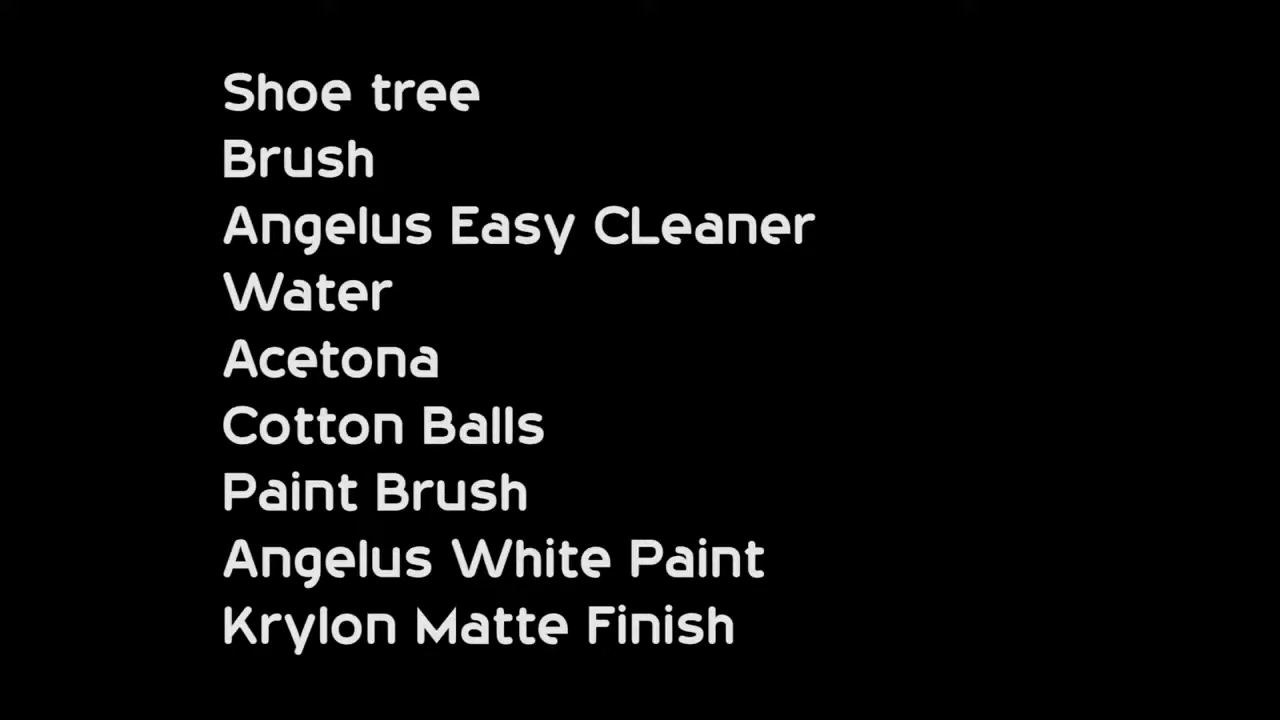 Shoe tree
Brush
Angelus Easy CLeaner
Water
Acetona
Cotton Balls
Paint Brush
Angelus White Paint
Krylon Matte Finish